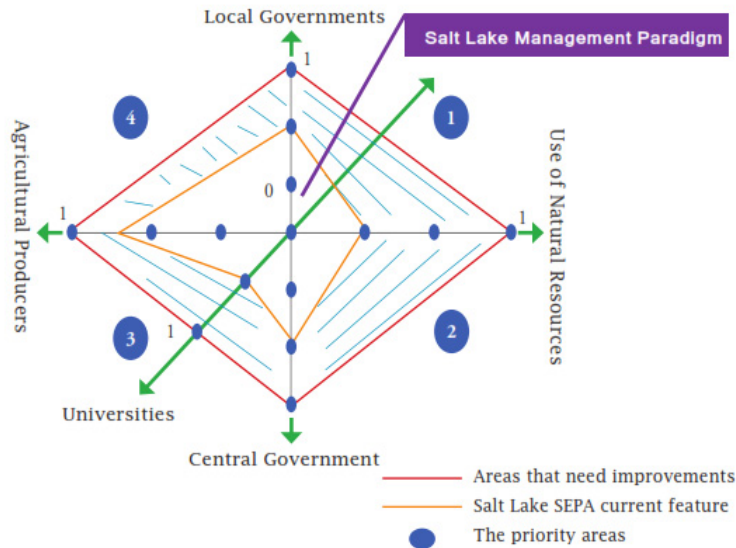 Local Governments
Salt Lake Management Paradigm
1
4
1
Agricultural Producers
Use of Natural Resources
0
1
1
3
1
2
Universities
Central Government
Areas that need improvements
Salt Lake SEPA current feature
The priority areas